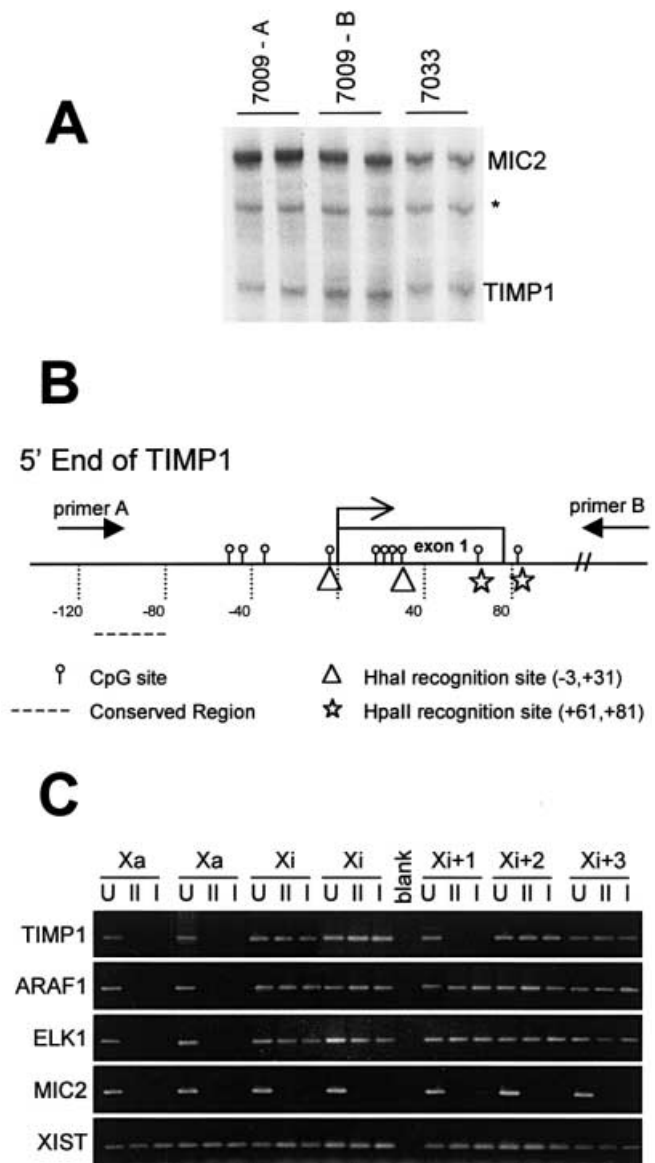 A
7009 - A 7009 - B 7033
MIC2
*
TIMP1
B
5' End of TIMP1
primer A primer B
exon 1
//
-120 -80 -40 40 80
CpG site HhaI recognition site (-3,+31)
Conserved Region HpaII recognition site (+61,+81)
C
Xa Xa Xi Xi blank Xi+1 Xi+2 Xi+3
U II I U II I U II I U II I U II I U II I U II I
TIMP1
ARAF1
ELK1
MIC2
XIST